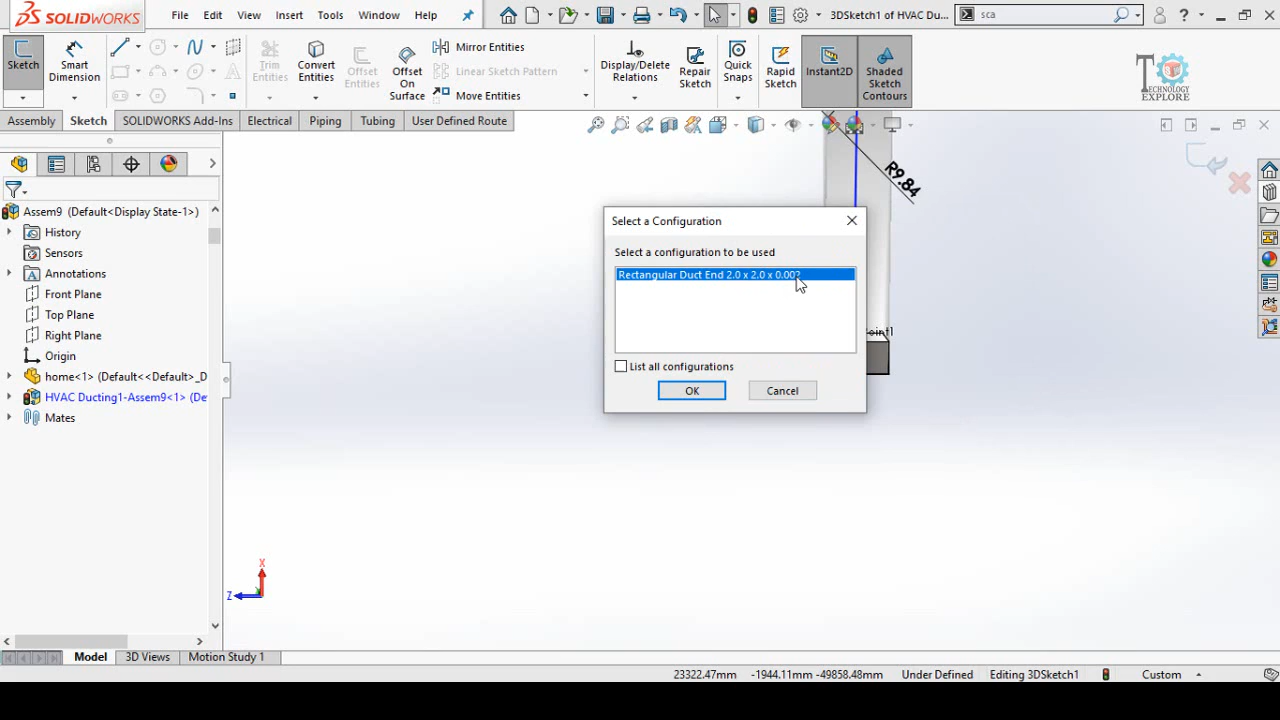 SOLIDWORKS File Edit View Insert Tools Window Help 3DSketch1 of HVAC Du... sca
Sketch Smart Dimension Trim Entities Convert Entities Offset Entities Offset On Surface Mirror Entities Linear Sketch Pattern Move Entities Display/Delete Relations Repair Sketch Quick Snaps Rapid Sketch Instant2D Shaded Sketch Contours
TECHNOLOGY EXPLORE
Assembly Sketch SOLIDWORKS Add-Ins Electrical Piping Tubing User Defined Route
R9.84
Assem9 (Default<Display State-1>)
History
Sensors
Annotations
Front Plane
Top Plane
Right Plane
Origin
home<1> (Default<<Default>_D
HVAC Ducting1-Assem9<1> (De
Mates
Select a Configuration
Select a configuration to be used
Rectangular Duct End 2.0 x 2.0 x
List all configurations
OK Cancel
X
Z
Model 3D Views Motion Study 1
23322.47mm -1944.11mm -49858.48mm Under Defined Editing 3DSketch1 Custom